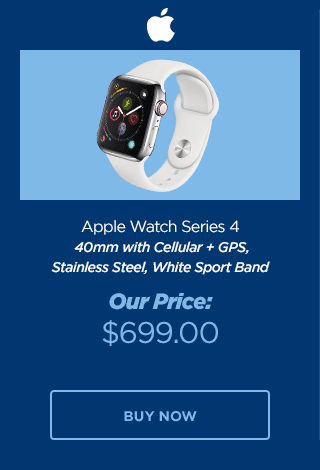 Apple Watch Series 4
40mm with Cellular + GPS,
Stainless Steel, White Sport Band
Our Price:
$699.00
BUY NOW